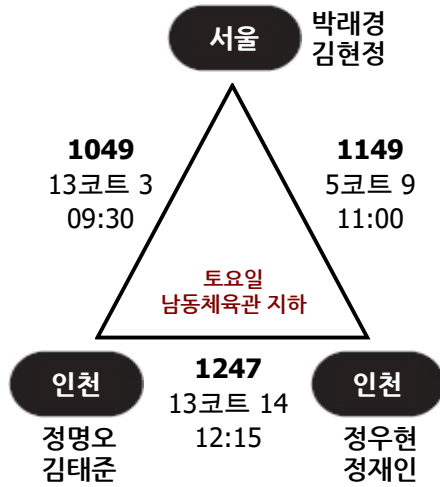 서울
박래경
김현정
1049
13코트 3
09:30
1149
5코트 9
11:00
토요일
남동체육관 지하
인천
정명오
김태준
1247
13코트 14
12:15
인천
정우현
정재인